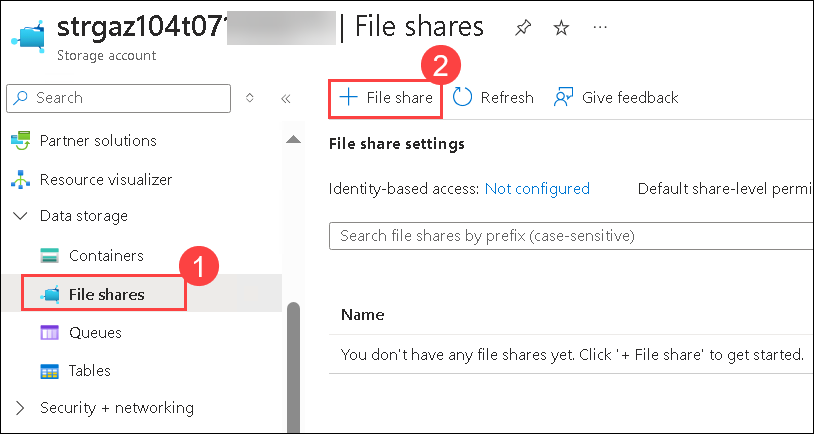 strgaz104t071 | File shares
Storage account
2
Search
+ File share Refresh Give feedback
Partner solutions
Resource visualizer
Data storage
Containers
1
File shares
Queues
Tables
Security + networking
File share settings
Identity-based access: Not configured Default share-level permi
Search file shares by prefix (case-sensitive)
Name
You don't have any file shares yet. Click '+ File share' to get started.